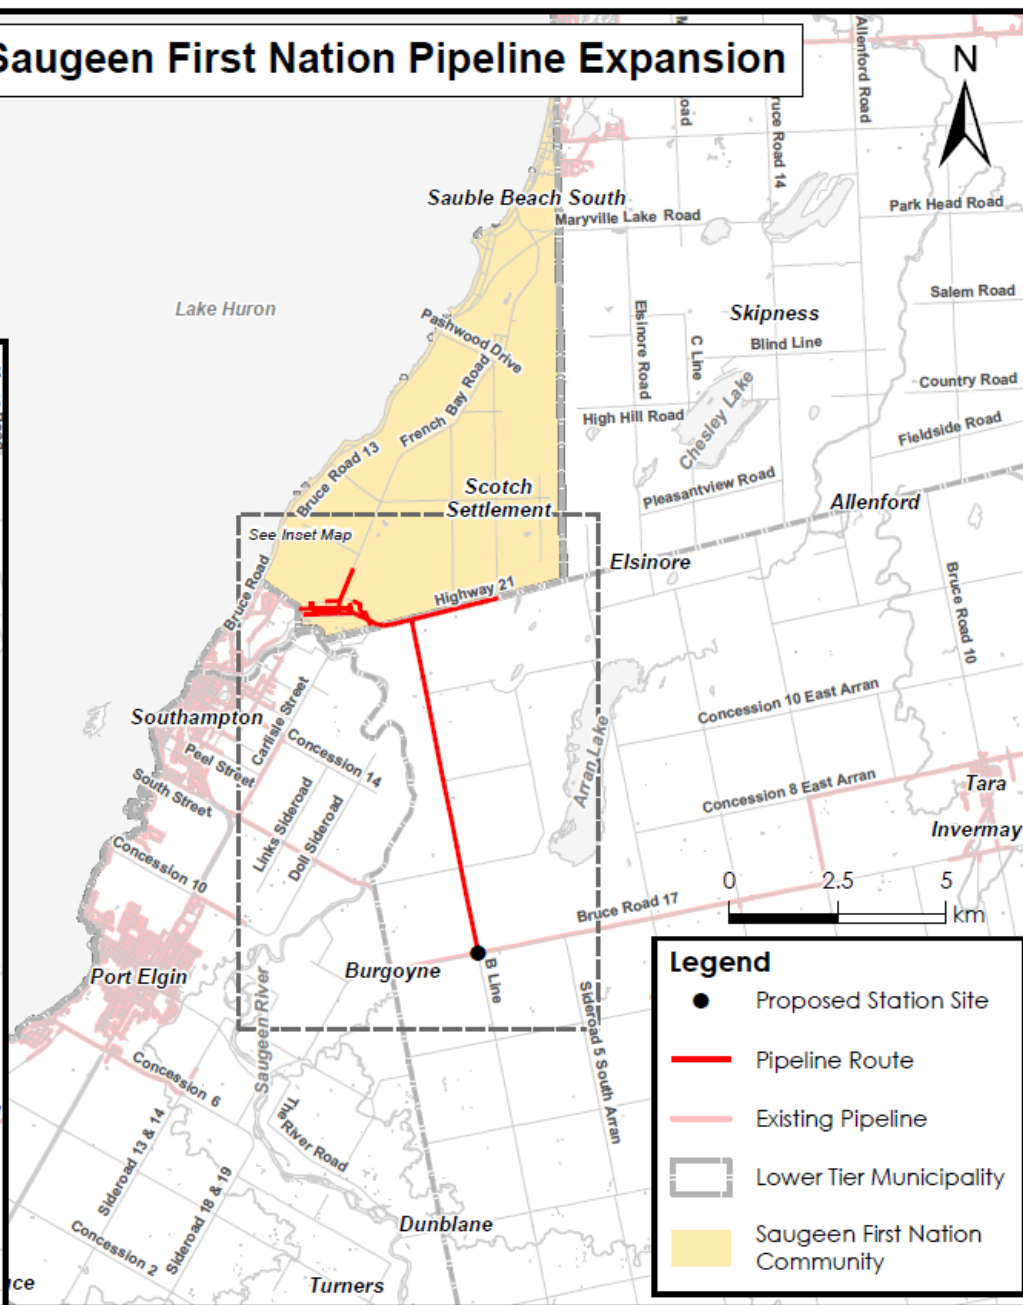 Saugeen First Nation Pipeline Expansion
N
Allenford Road
Bruce Road 14
Sauble Beach South
Maryville Lake Road
Park Head Road
Lake Huron
Salem Road
Skipness
Blind Line
Elsinore Road
C Line
Pashwood Drive
French Bay Road
Country Road
High Hill Road
Chesley Lake
Fieldside Road
Bruce Road 13
Scotch
Settlement
Pleasantview Road
Allenford
See Inset Map
Elsinore
Highway 21
Bruce Road
Bruce Road 10
Southampton
Carlisle Street
Concession 14
Peel Street
South Street
Links Sideroad
Doll Sideroad
Arran Lake
Concession 10 East Arran
Concession 8 East Arran
Tara
Invermay
Concession 10
Bruce Road 17
0 2.5 5
km
Port Elgin
Burgoyne
B Line
Saugeen River
Sideroad 5 South Arran
Concession 6
The
River Road
Sideroad 13 & 14
Sideroad 18 & 19
Concession 2
Dunblane
Turners
Legend
Proposed Station Site
Pipeline Route
Existing Pipeline
Lower Tier Municipality
Saugeen First Nation
Community